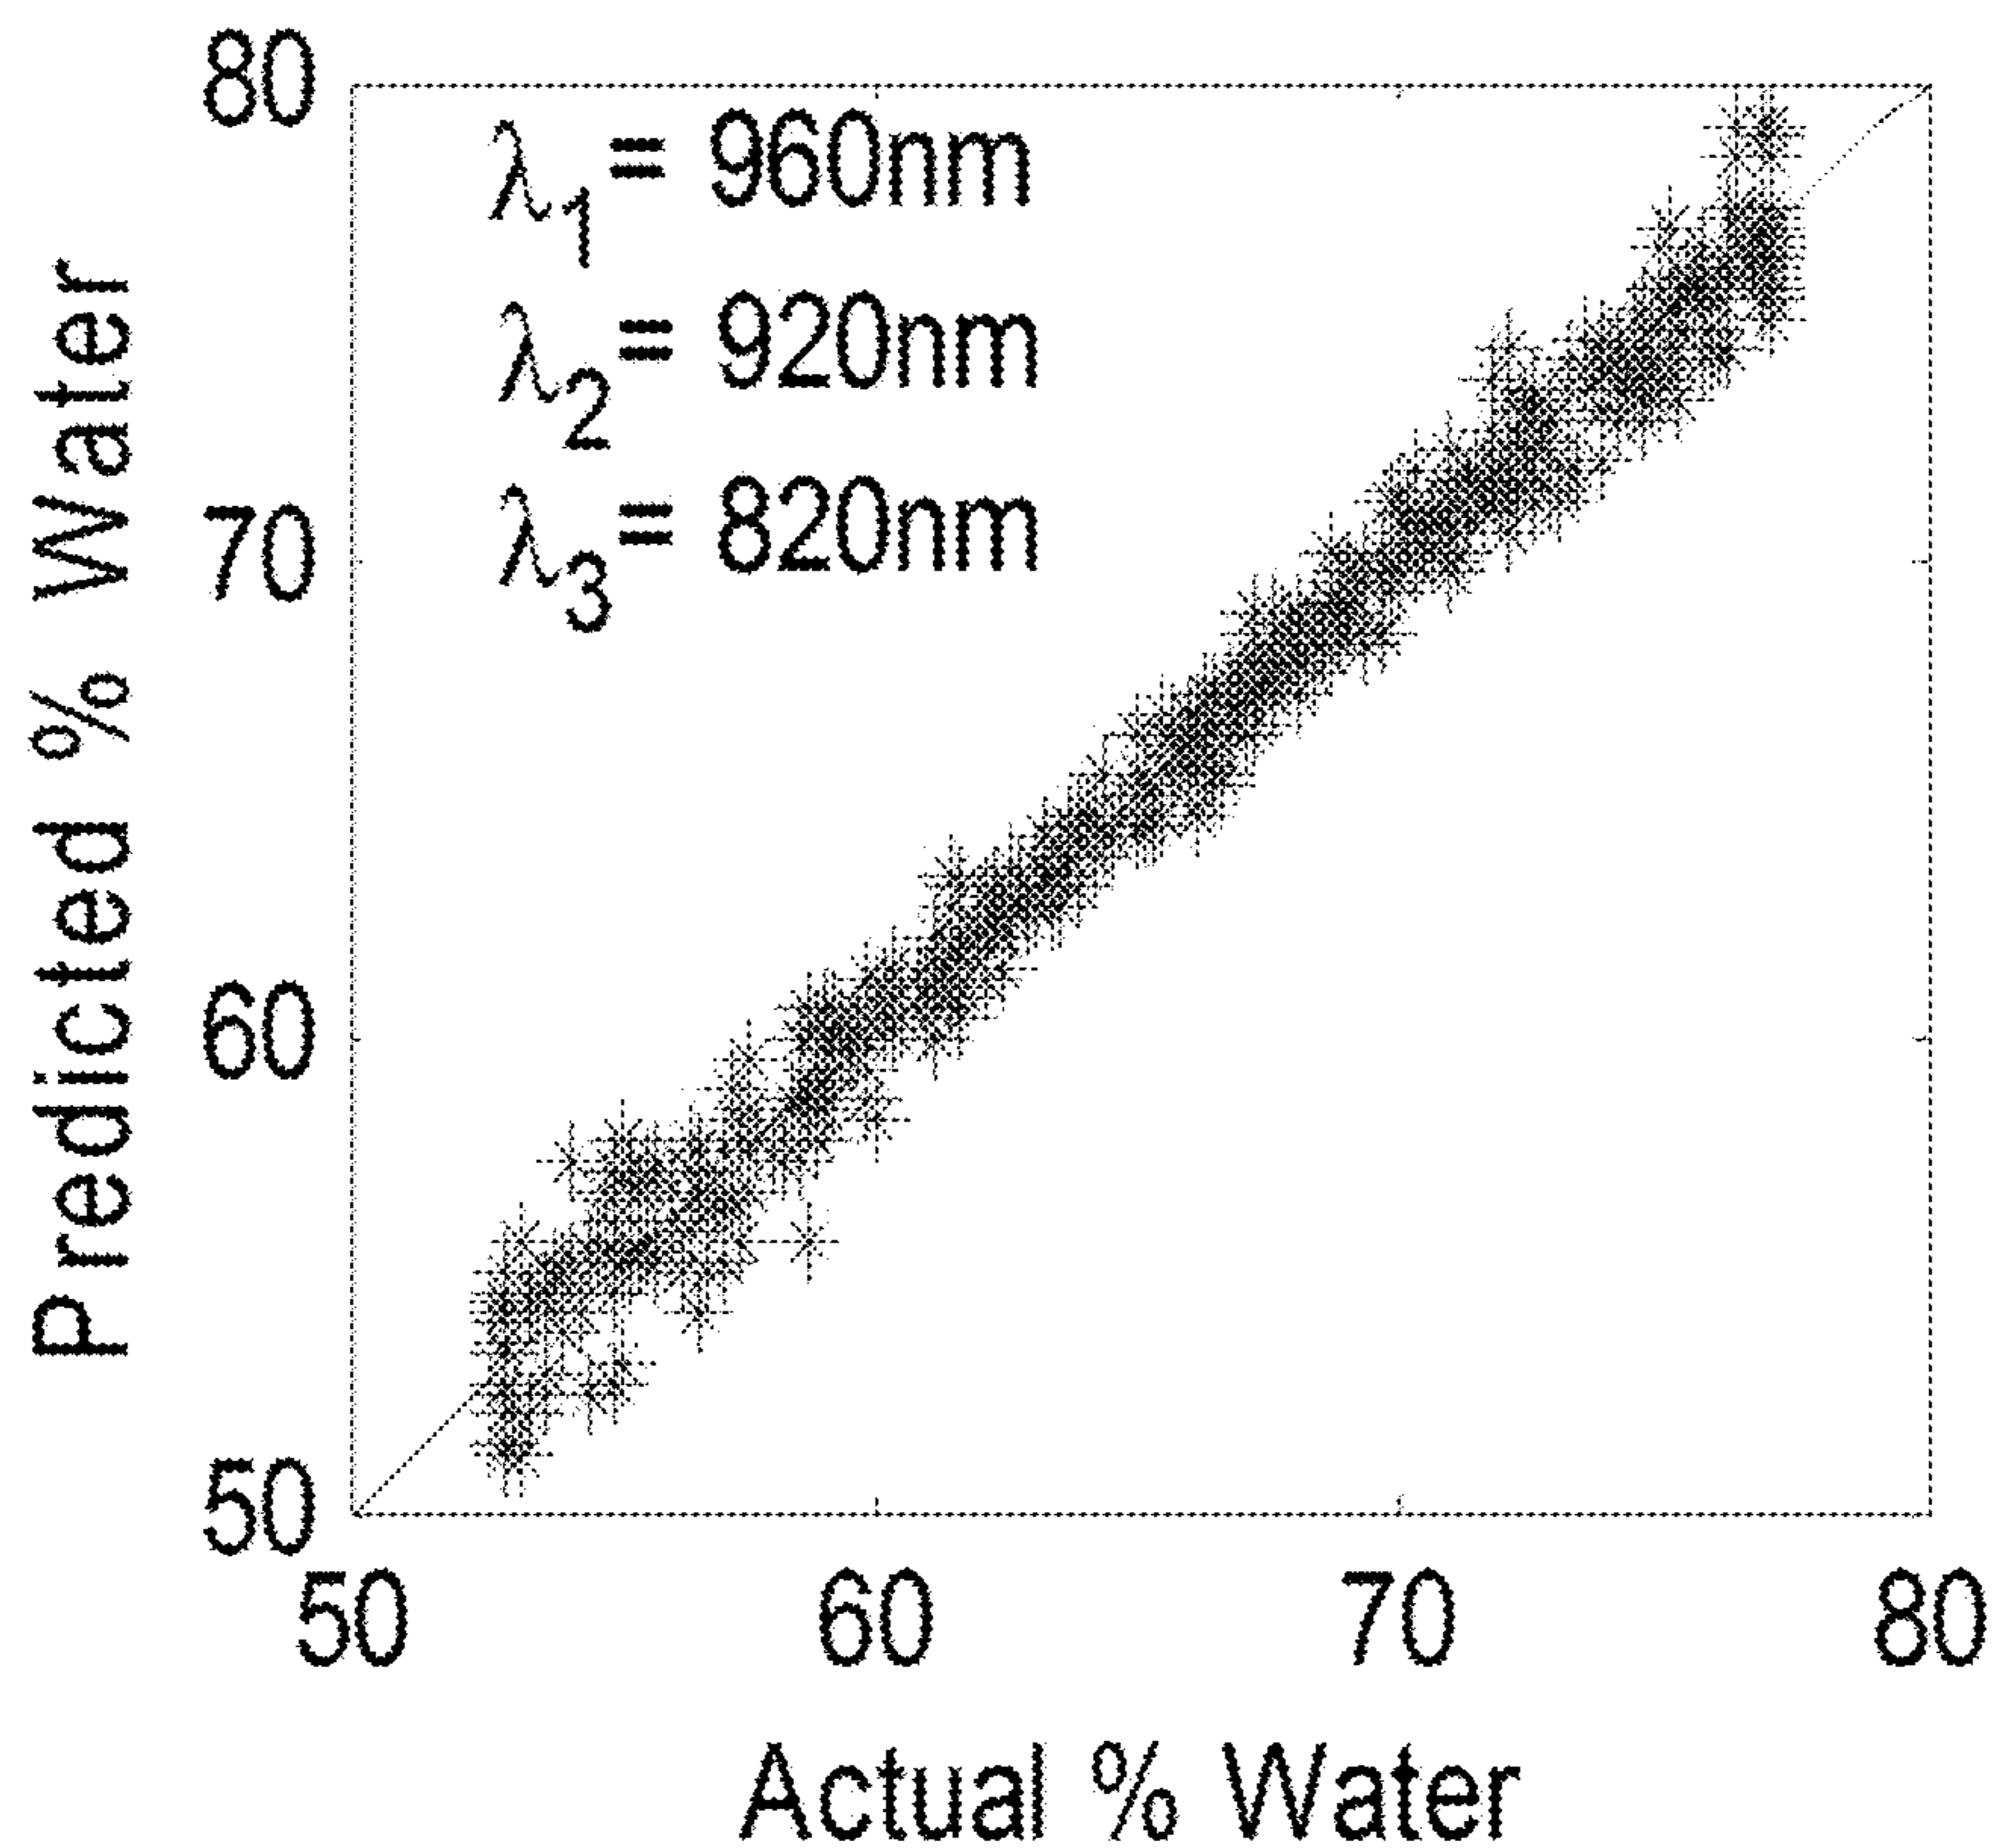 80
70
60
50
Predicted % Water
λ1 = 960nm
λ2 = 920nm
λ3 = 820nm
50 60 70 80
Actual % Water